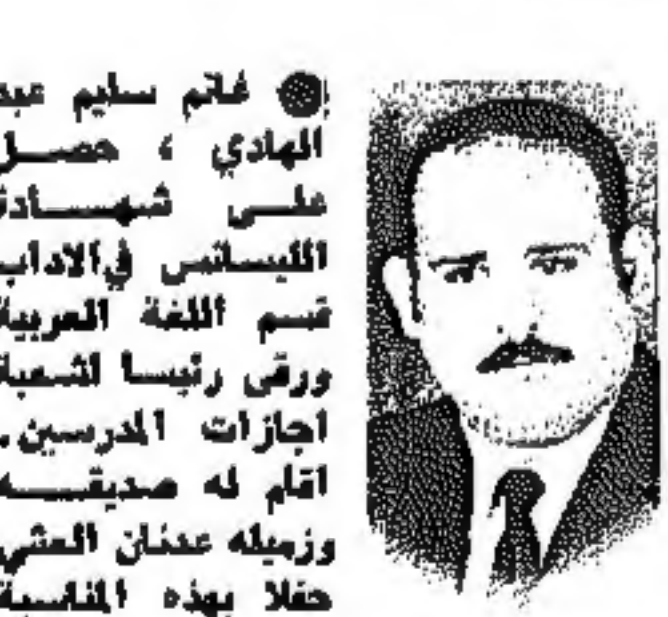 ● غانم سليم عبد
الهادي ، حصل
على شهادة
الليسانس في الاداب
قسم اللغة العربية
ورقى رئيسا لشعبة
اجازات المدرسين.
اقام له صديقه
وزميله عدنان العشي
حفلا بهذه المناسبة